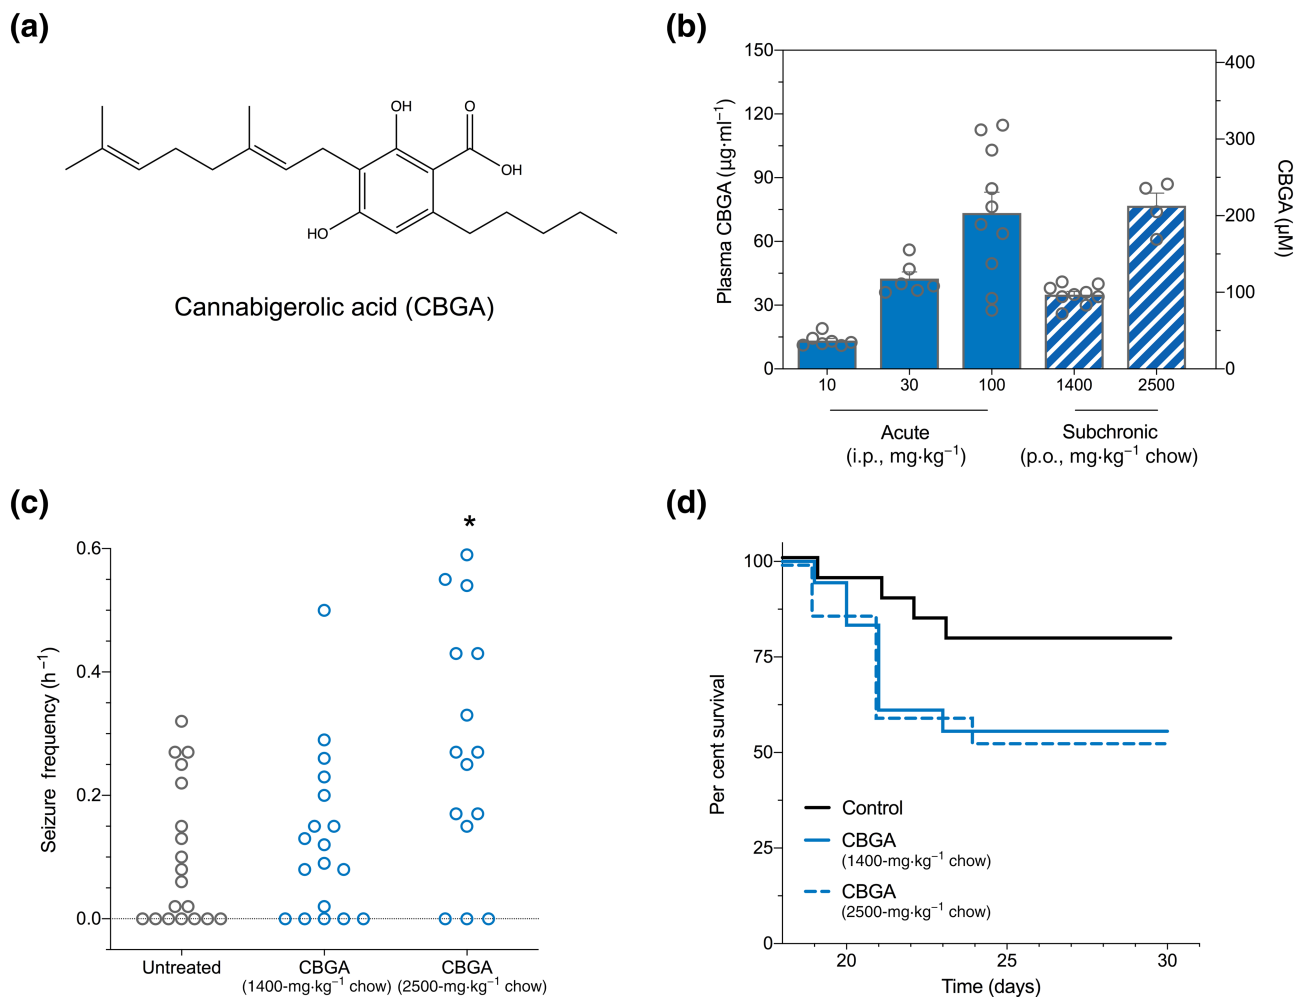 (a)
OH
O
OH
HO
Cannabigerolic acid (CBGA)
(b)
Plasma CBGA (µg·ml⁻¹)
150
120
90
60
30
0
400
300
200
100
0
CBGA (µM)
10 30 100 1400 2500
Acute Subchronic
(i.p., mg·kg⁻¹) (p.o., mg·kg⁻¹ chow)
(c)
*
Seizure frequency (h⁻¹)
0.6
0.4
0.2
0.0
Untreated CBGA CBGA
(1400-mg·kg⁻¹ chow) (2500-mg·kg⁻¹ chow)
(d)
Per cent survival
100
75
50
25
0
Control
CBGA
(1400-mg·kg⁻¹ chow)
CBGA
(2500-mg·kg⁻¹ chow)
20 25 30
Time (days)